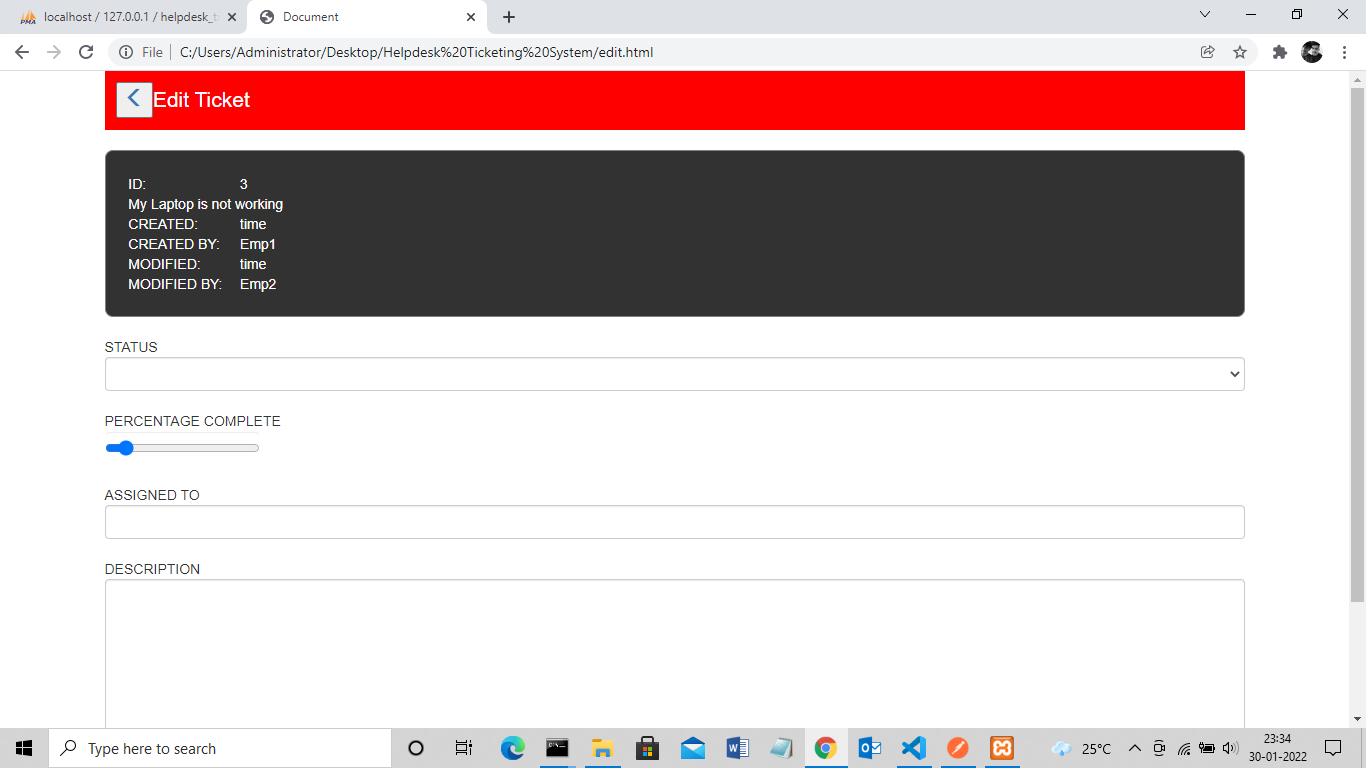 localhost / 127.0.0.1 / helpdesk_t
Document
File
C:/Users/Administrator/Desktop/Helpdesk%20Ticketing%20System/edit.html
Edit Ticket
ID: 3
My Laptop is not working
CREATED: time
CREATED BY: Emp1
MODIFIED: time
MODIFIED BY: Emp2
STATUS
PERCENTAGE COMPLETE
ASSIGNED TO
DESCRIPTION
Type here to search
25°C
23:34
30-01-2022